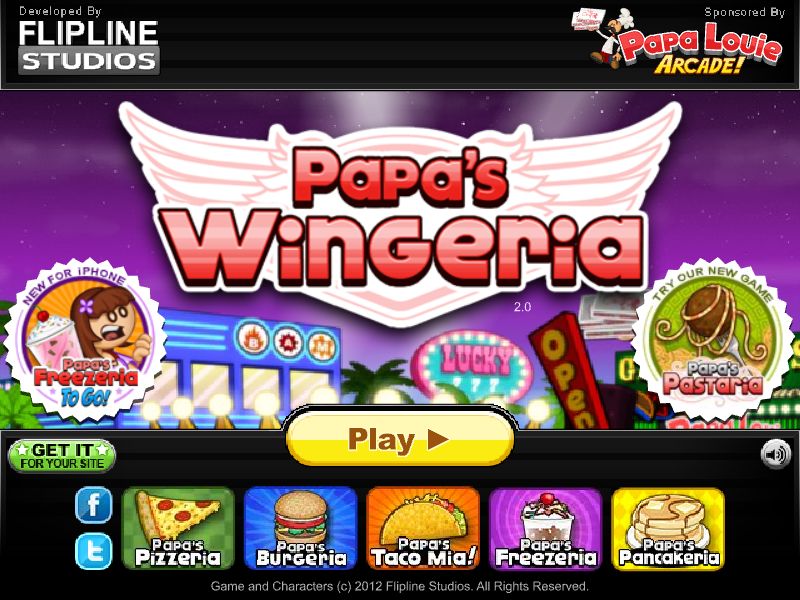 Developed By
FLIPLINE
STUDIOS
Sponsored By
Papa Louie
ARCADE!
Papa's
Wingeria
2.0
NEW FOR iPHONE
Papa's
Freezeria
TO GO!
TRY OUR NEW GAME
Papa's
Pastaria
LUCKY
Open
Play
GET IT
FOR YOUR SITE
Papa's
Pizzeria
Papa's
Burgeria
Papa's
Taco Mia!
Papa's
Freezeria
Papa's
Pancakeria
Game and Characters (c) 2012 Flipline Studios. All Rights Reserved.